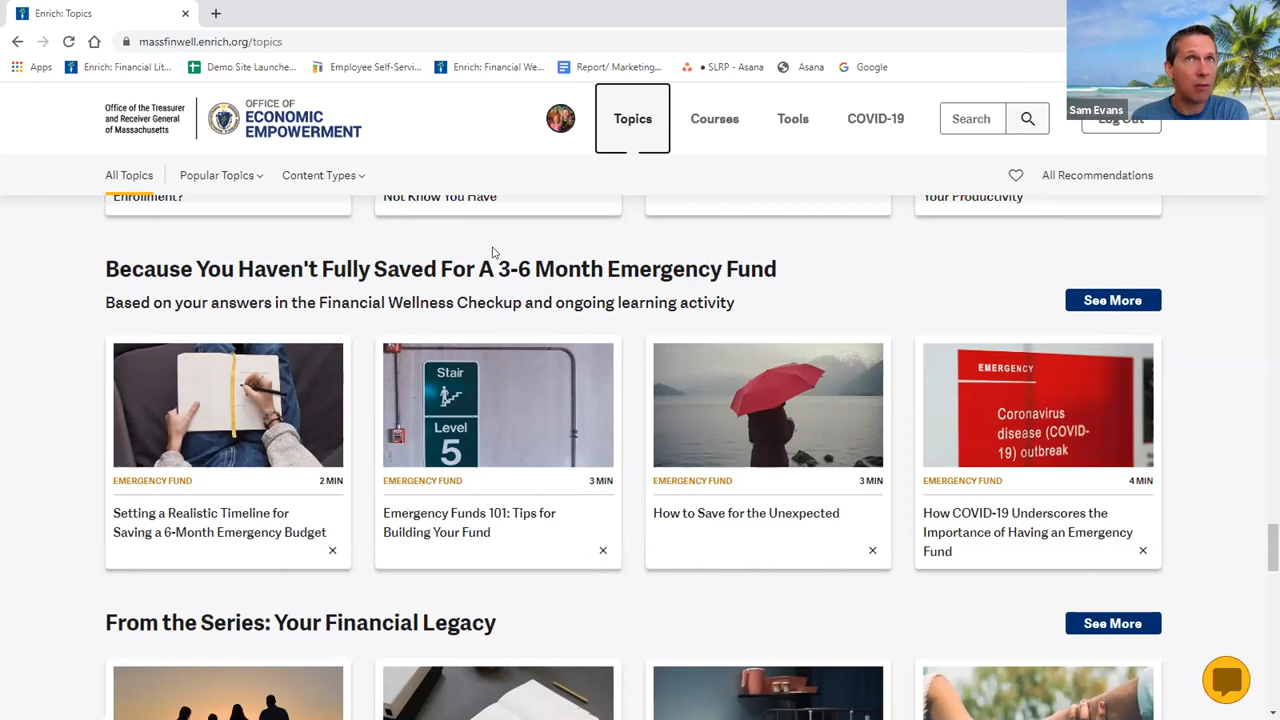 Enrich: Topics
massfinwell.enrich.org/topics
Apps
Enrich: Financial Lit...
Demo Site Launche...
Employee Self-Servi...
Enrich: Financial We...
Report/ Marketing...
• SLRP - Asana
Asana
Google
Sam Evans
Office of the Treasurer
and Receiver General
of Massachusetts
OFFICE OF
ECONOMIC
EMPOWERMENT
Topics
Courses
Tools
COVID-19
Search
Log Out
All Topics
Popular Topics
Content Types
All Recommendations
Enrollment?
Not Know You Have
Your Productivity
Because You Haven't Fully Saved For A 3-6 Month Emergency Fund
Based on your answers in the Financial Wellness Checkup and ongoing learning activity
See More
Stair
Level
5
EMERGENCY
Coronavirus
disease (COVID-
19) outbreak
EMERGENCY FUND 2 MIN
Setting a Realistic Timeline for
Saving a 6-Month Emergency Budget
EMERGENCY FUND 3 MIN
Emergency Funds 101: Tips for
Building Your Fund
EMERGENCY FUND 3 MIN
How to Save for the Unexpected
EMERGENCY FUND 4 MIN
How COVID-19 Underscores the
Importance of Having an Emergency
Fund
From the Series: Your Financial Legacy
See More